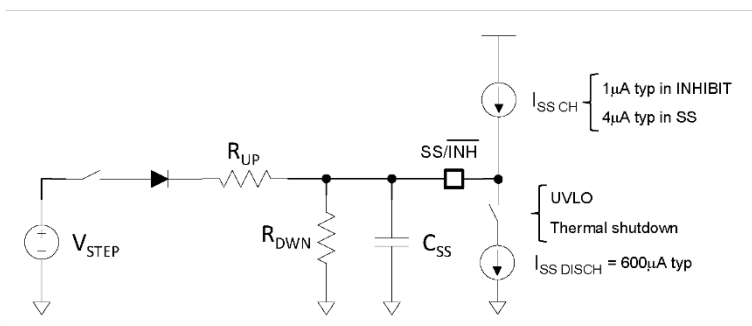 1μA typ in INHIBIT
I_SS CH
4μA typ in SS
R_UP
SS/INH
UVLO
Thermal shutdown
V_STEP
R_DWN
C_SS
I_SS DISCH = 600μA typ